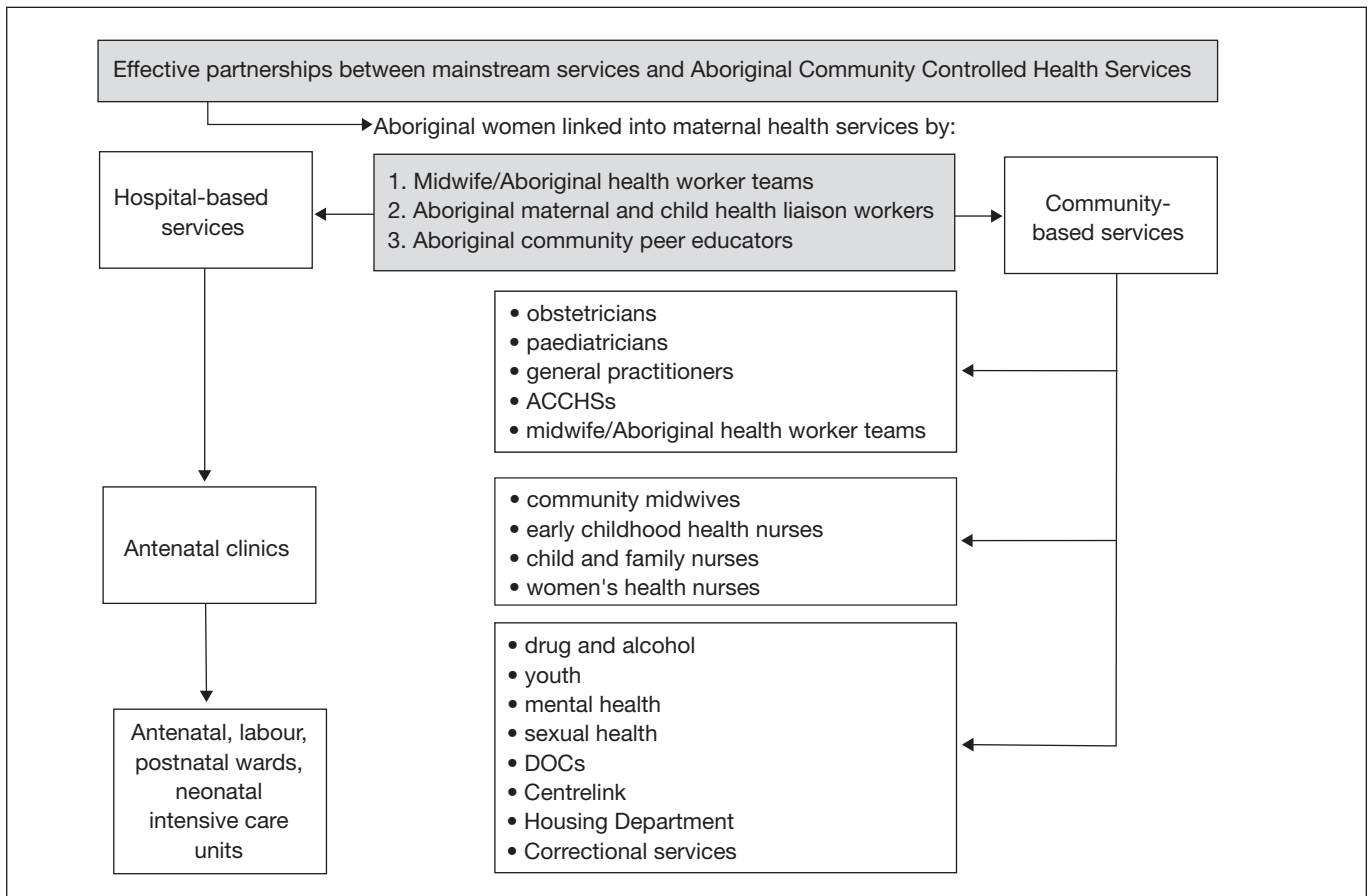 Effective partnerships between mainstream services and Aboriginal Community Controlled Health Services
Aboriginal women linked into maternal health services by:
Hospital-based
services
1. Midwife/Aboriginal health worker teams
2. Aboriginal maternal and child health liaison workers
3. Aboriginal community peer educators
Community-
based services
• obstetricians
• paediatricians
• general practitioners
• ACCHSs
• midwife/Aboriginal health worker teams
Antenatal clinics
• community midwives
• early childhood health nurses
• child and family nurses
• women's health nurses
Antenatal, labour,
postnatal wards,
neonatal
intensive care
units
• drug and alcohol
• youth
• mental health
• sexual health
• DOCs
• Centrelink
• Housing Department
• Correctional services